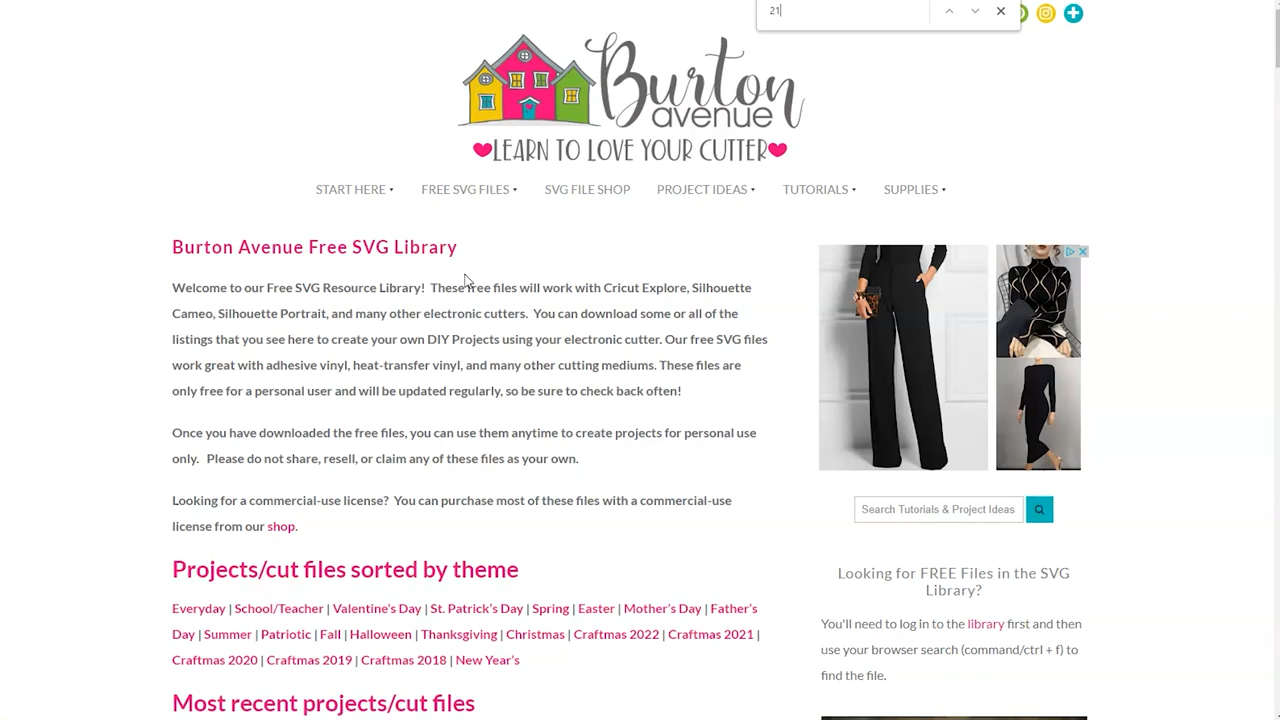 21
Burton
avenue
LEARN TO LOVE YOUR CUTTER
START HERE
FREE SVG FILES
SVG FILE SHOP
PROJECT IDEAS
TUTORIALS
SUPPLIES
Burton Avenue Free SVG Library
Welcome to our Free SVG Resource Library! These free files will work with Cricut Explore, Silhouette
Cameo, Silhouette Portrait, and many other electronic cutters. You can download some or all of the
listings that you see here to create your own DIY Projects using your electronic cutter. Our free SVG files
work great with adhesive vinyl, heat-transfer vinyl, and many other cutting mediums. These files are
only free for a personal user and will be updated regularly, so be sure to check back often!
Once you have downloaded the free files, you can use them anytime to create projects for personal use
only. Please do not share, resell, or claim any of these files as your own.
Looking for a commercial-use license? You can purchase most of these files with a commercial-use
license from our shop.
Projects/cut files sorted by theme
Everyday | School/Teacher | Valentine's Day | St. Patrick's Day | Spring | Easter | Mother's Day | Father's
Day | Summer | Patriotic | Fall | Halloween | Thanksgiving | Christmas | Craftmas 2022 | Craftmas 2021 |
Craftmas 2020 | Craftmas 2019 | Craftmas 2018 | New Year's
Most recent projects/cut files
Search Tutorials & Project Ideas
Looking for FREE Files in the SVG
Library?
You'll need to log in to the library first and then
use your browser search (command/ctrl + f) to
find the file.